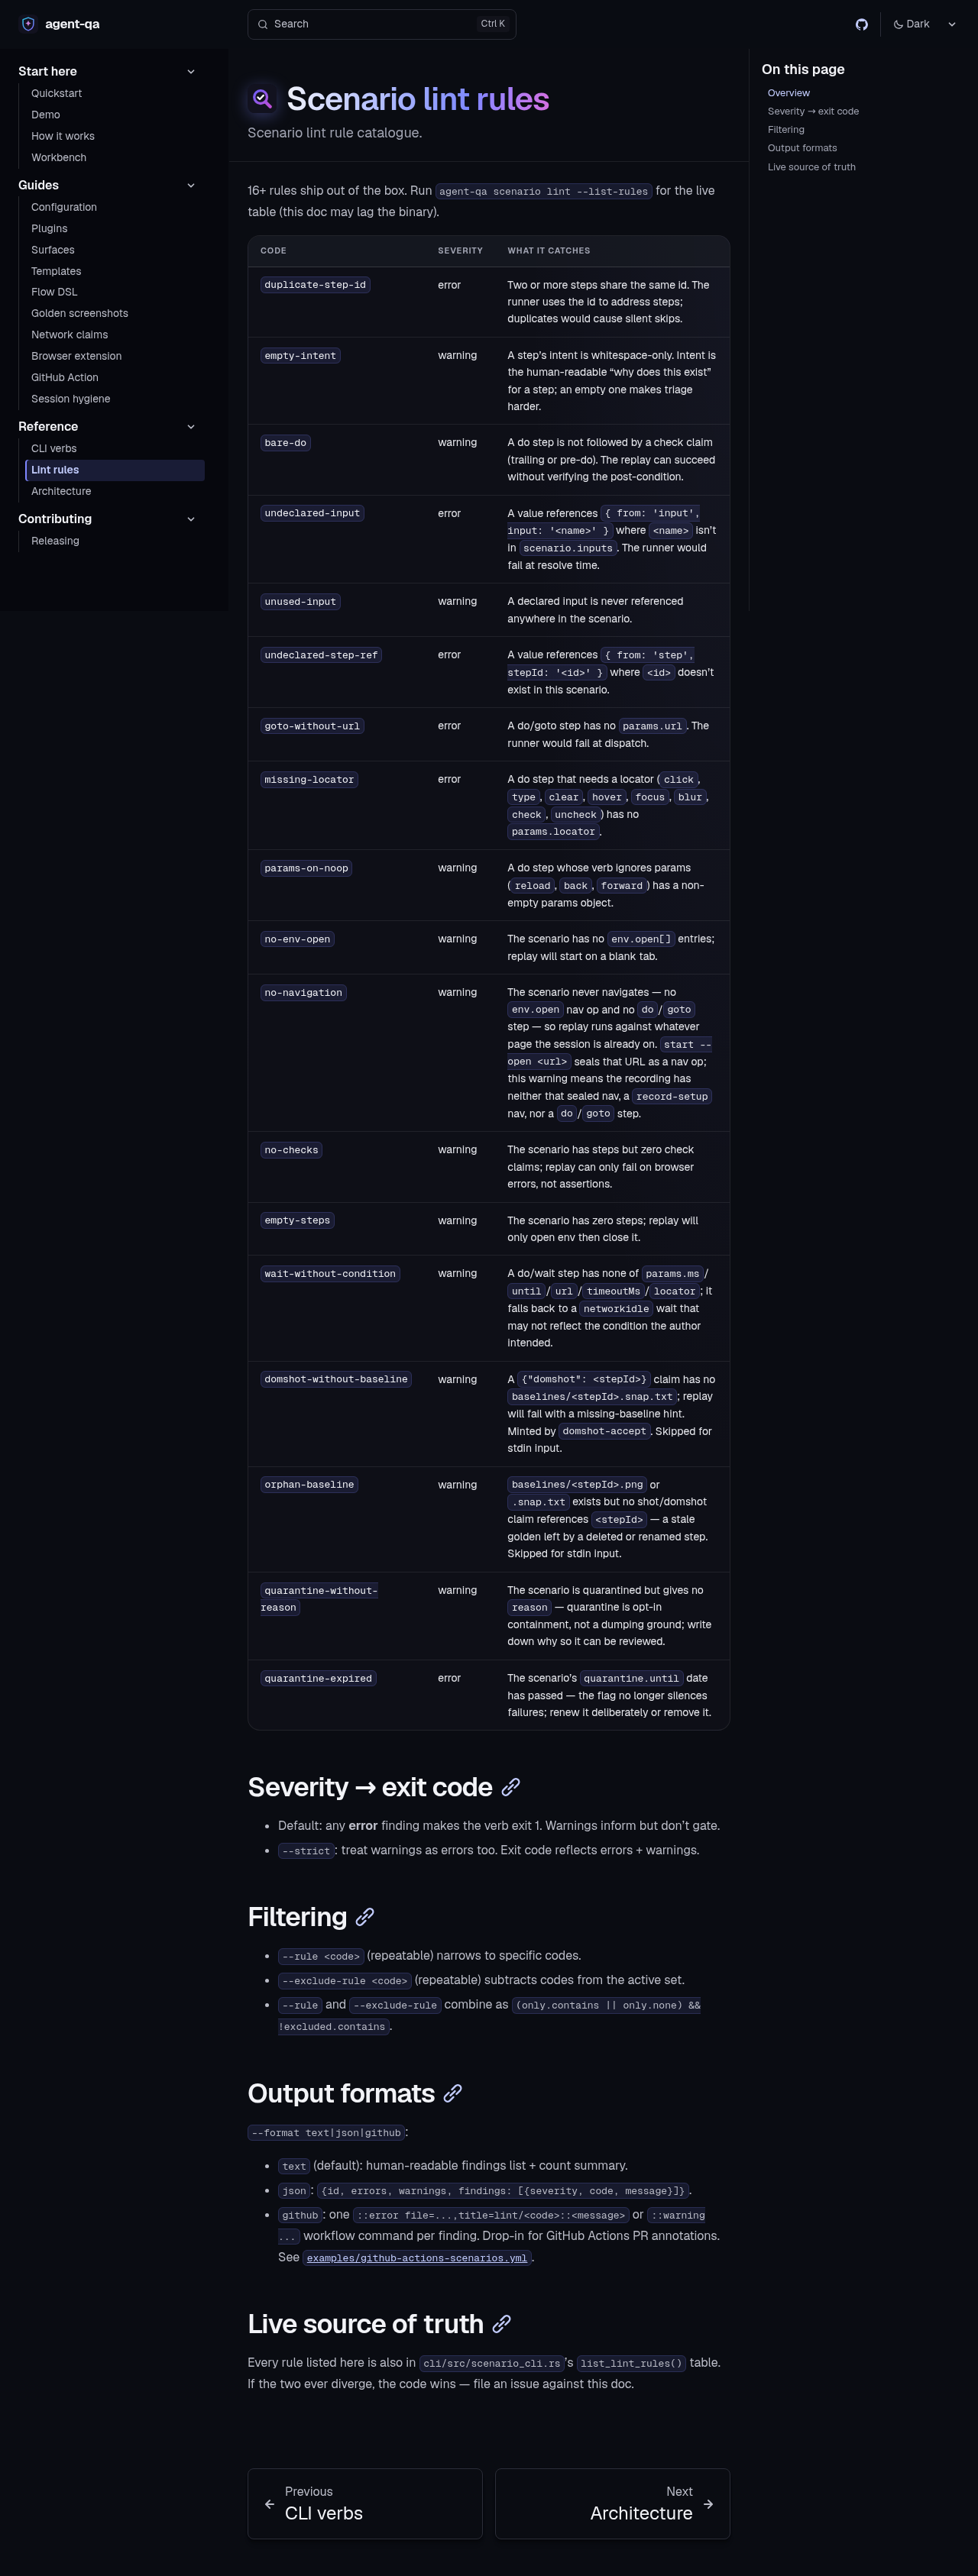 agent-qa
Search
Ctrl K
Dark
Start here
Quickstart
Demo
How it works
Workbench
Guides
Configuration
Plugins
Surfaces
Templates
Flow DSL
Golden screenshots
Network claims
Browser extension
GitHub Action
Session hygiene
Reference
CLI verbs
Lint rules
Architecture
Contributing
Releasing
On this page
Overview
Severity → exit code
Filtering
Output formats
Live source of truth
Scenario lint rules
Scenario lint rule catalogue.
16+ rules ship out of the box. Run agent-qa scenario lint --list-rules for the live
table (this doc may lag the binary).
CODE SEVERITY WHAT IT CATCHES
duplicate-step-id error Two or more steps share the same id. The
runner uses the id to address steps;
duplicates would cause silent skips.
empty-intent warning A step's intent is whitespace-only. Intent is
the human-readable “why does this exist”
for a step; an empty one makes triage
harder.
bare-do warning A do step is not followed by a check claim
(trailing or pre-do). The replay can succeed
without verifying the post-condition.
undeclared-input error A value references { from: 'input',
input: '<name>' } where <name> isn’t
in scenario.inputs. The runner would
fail at resolve time.
unused-input warning A declared input is never referenced
anywhere in the scenario.
undeclared-step-ref error A value references { from: 'step',
stepId: '<id>' } where <id> doesn’t
exist in this scenario.
goto-without-url error A do/goto step has no params.url. The
runner would fail at dispatch.
missing-locator error A do step that needs a locator (click,
type, clear, hover, focus, blur,
check, uncheck) has no
params.locator.
params-on-noop warning A do step whose verb ignores params
(reload, back, forward) has a non-
empty params object.
no-env-open warning The scenario has no env.open[] entries;
replay will start on a blank tab.
no-navigation warning The scenario never navigates — no
env.open nav op and no do/goto
step — so replay runs against whatever
page the session is already on. start --
open <url> seals that URL as a nav op;
this warning means the recording has
neither that sealed nav, a record-setup
nav, nor a do/goto step.
no-checks warning The scenario has steps but zero check
claims; replay can only fail on browser
errors, not assertions.
empty-steps warning The scenario has zero steps; replay will
only open env then close it.
wait-without-condition warning A do/wait step has none of params.ms/
until/url/timeoutMs/locator; it
falls back to a networkidle wait that
may not reflect the condition the author
intended.
domshot-without-baseline warning A {"domshot": <stepId>} claim has no
baselines/<stepId>.snap.txt; replay
will fail with a missing-baseline hint.
Minted by domshot-accept. Skipped for
stdin input.
orphan-baseline warning baselines/<stepId>.png or
.snap.txt exists but no shot/domshot
claim references <stepId> — a stale
golden left by a deleted or renamed step.
Skipped for stdin input.
quarantine-without- warning The scenario is quarantined but gives no
reason reason — quarantine is opt-in
containment, not a dumping ground; write
down why so it can be reviewed.
quarantine-expired error The scenario’s quarantine.until date
has passed — the flag no longer silences
failures; renew it deliberately or remove it.
Severity → exit code
Default: any error finding makes the verb exit 1. Warnings inform but don’t gate.
--strict: treat warnings as errors too. Exit code reflects errors + warnings.
Filtering
--rule <code> (repeatable) narrows to specific codes.
--exclude-rule <code> (repeatable) subtracts codes from the active set.
--rule and --exclude-rule combine as (only.contains || only.none) &&
!excluded.contains.
Output formats
--format text|json|github:
text (default): human-readable findings list + count summary.
json: {id, errors, warnings, findings: [{severity, code, message}]}.
github: one ::error file=...,title=lint/<code>::<message> or ::warning
... workflow command per finding. Drop-in for GitHub Actions PR annotations.
See examples/github-actions-scenarios.yml.
Live source of truth
Every rule listed here is also in cli/src/scenario_cli.rs’s list_lint_rules() table.
If the two ever diverge, the code wins — file an issue against this doc.
Previous
CLI verbs
Next
Architecture